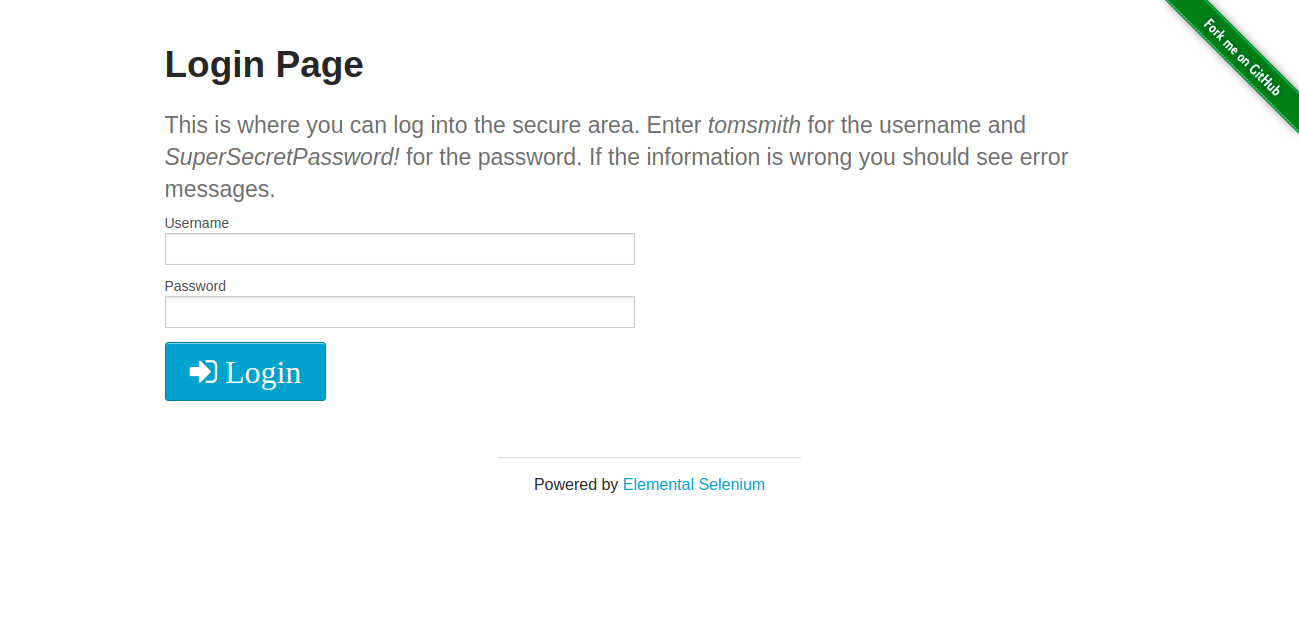 Fork me on GitHub
Login Page
This is where you can log into the secure area. Enter tomsmith for the username and
SuperSecretPassword! for the password. If the information is wrong you should see error
messages.
Username
Password
Login
Powered by Elemental Selenium